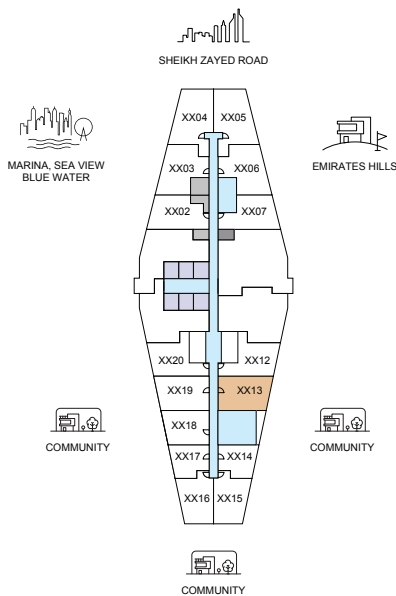 SHEIKH ZAYED ROAD
XX04 XX05
MARINA, SEA VIEW
BLUE WATER
EMIRATES HILLS
XX03 XX06
XX02 XX07
XX20 XX12
XX19 XX13
XX18
XX17 XX14
COMMUNITY
COMMUNITY
XX16 XX15
COMMUNITY